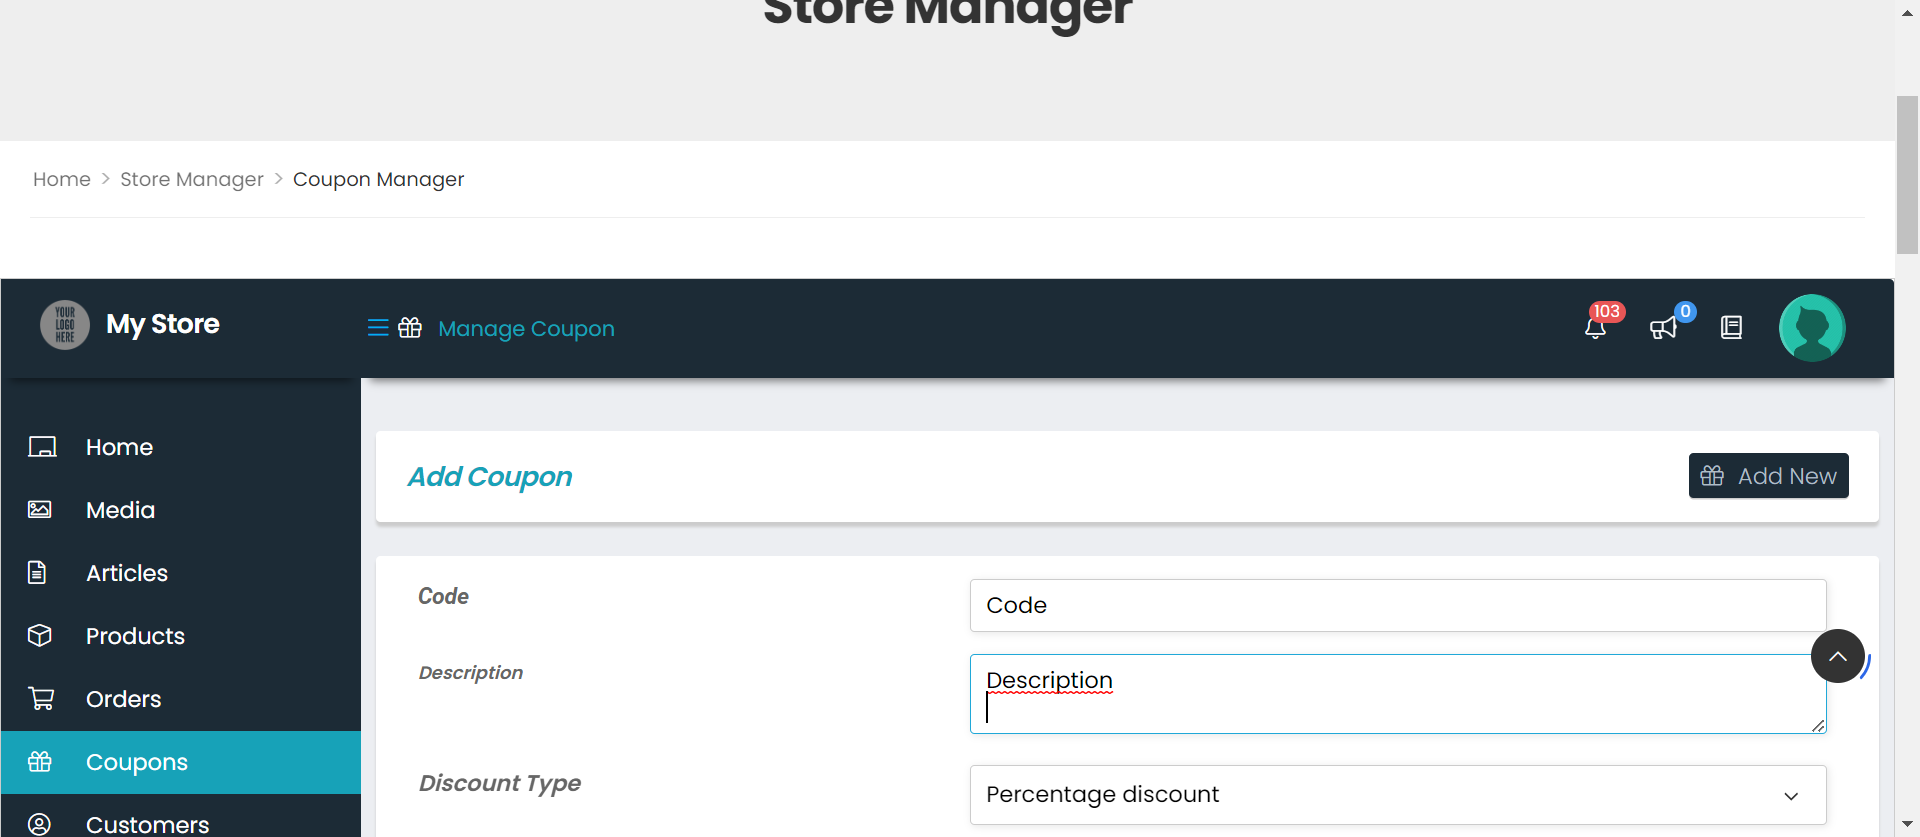 Store Manager
Home > Store Manager > Coupon Manager
YOUR
LOGO
HERE
My Store
Manage Coupon
103
0
Home
Media
Articles
Products
Orders
Coupons
Customers
Add Coupon
Add New
Code
Code
Description
Description
Discount Type
Percentage discount